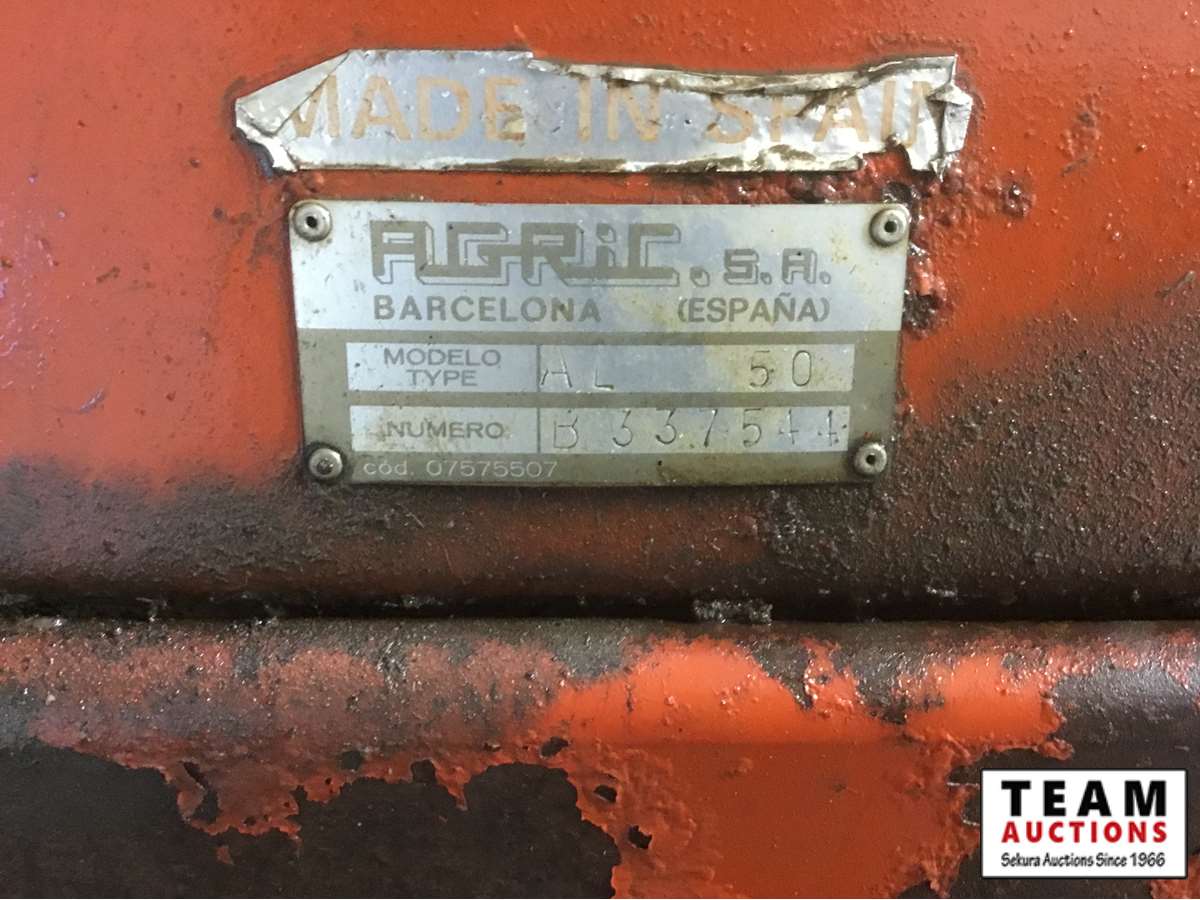 MADE IN SPAIN
AGRIC, S.A.
BARCELONA (ESPAÑA)
MODELO
TYPE
AL 50
NUMERO B 337544
cód. 07575507
TEAM
AUCTIONS
Sekura Auctions Since 1966